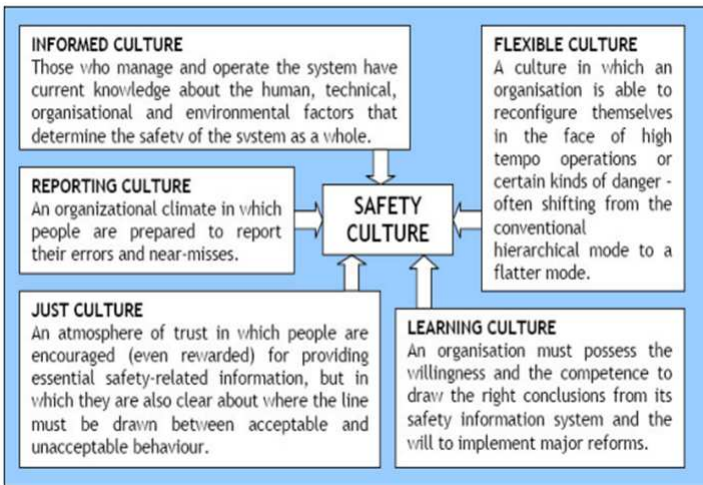 INFORMED CULTURE
Those who manage and operate the system have
current knowledge about the human, technical,
organisational and environmental factors that
determine the safety of the system as a whole.
REPORTING CULTURE
An organizational climate in which
people are prepared to report
their errors and near-misses.
JUST CULTURE
An atmosphere of trust in which people are
encouraged (even rewarded) for providing
essential safety-related information, but in
which they are also clear about where the line
must be drawn between acceptable and
unacceptable behaviour.
SAFETY
CULTURE
FLEXIBLE CULTURE
A culture in which an
organisation is able to
reconfigure themselves
in the face of high
tempo operations or
certain kinds of danger -
often shifting from the
conventional
hierarchical mode to a
flatter mode.
LEARNING CULTURE
An organisation must possess the
willingness and the competence to
draw the right conclusions from its
safety information system and the
will to implement major reforms.